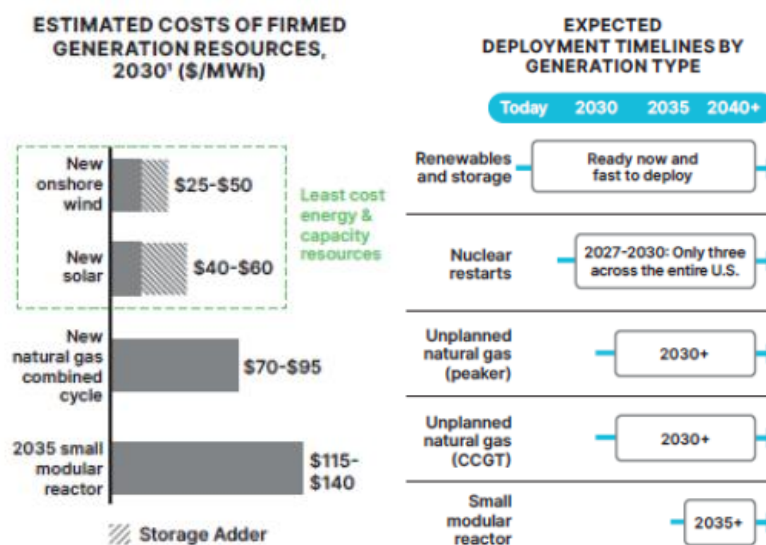 ESTIMATED COSTS OF FIRMED
GENERATION RESOURCES,
2030¹ ($/MWh)
New
onshore
wind
$25-$50
New
solar
$40-$60
Least cost
energy &
capacity
resources
New
natural gas
combined
cycle
$70-$95
2035 small
modular
reactor
$115-
$140
Storage Adder
EXPECTED
DEPLOYMENT TIMELINES BY
GENERATION TYPE
Today 2030 2035 2040+
Renewables
and storage
Ready now and
fast to deploy
Nuclear
restarts
2027-2030: Only three
across the entire U.S.
Unplanned
natural gas
(peaker)
2030+
Unplanned
natural gas
(CCGT)
2030+
Small
modular
reactor
2035+